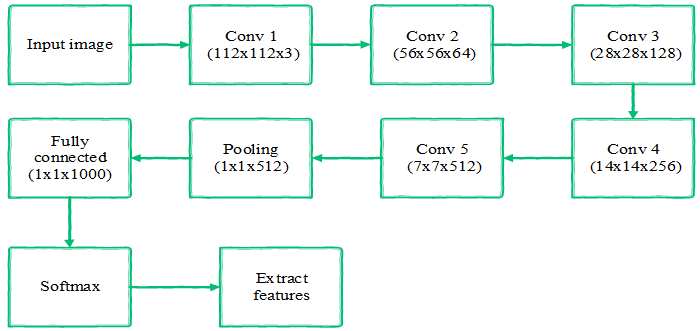 Input image
Conv 1
(112x112x3)
Conv 2
(56x56x64)
Conv 3
(28x28x128)
Fully
connected
(1x1x1000)
Pooling
(1x1x512)
Conv 5
(7x7x512)
Conv 4
(14x14x256)
Softmax
Extract
features